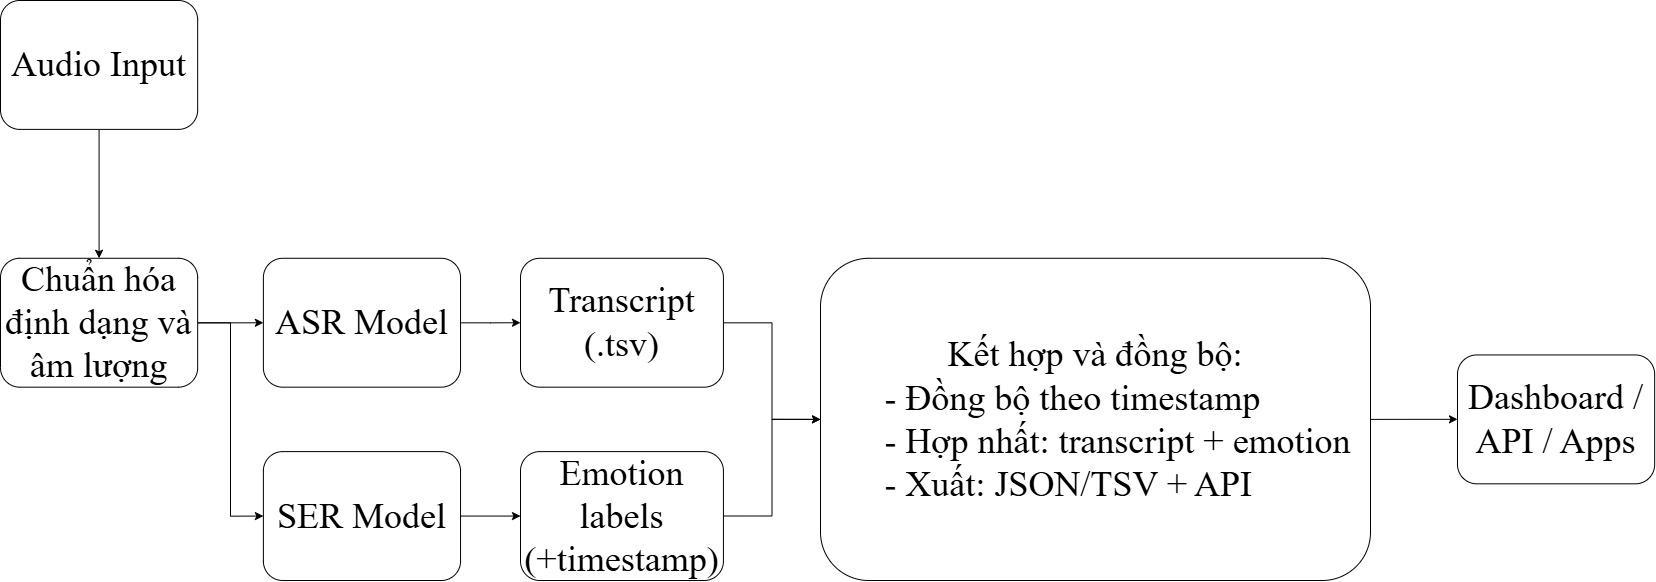 Audio Input
Chuẩn hóa
định dạng và
âm lượng
ASR Model
Transcript
(.tsv)
SER Model
Emotion
labels
(+timestamp)
Kết hợp và đồng bộ:
- Đồng bộ theo timestamp
- Hợp nhất: transcript + emotion
- Xuất: JSON/TSV + API
Dashboard /
API / Apps